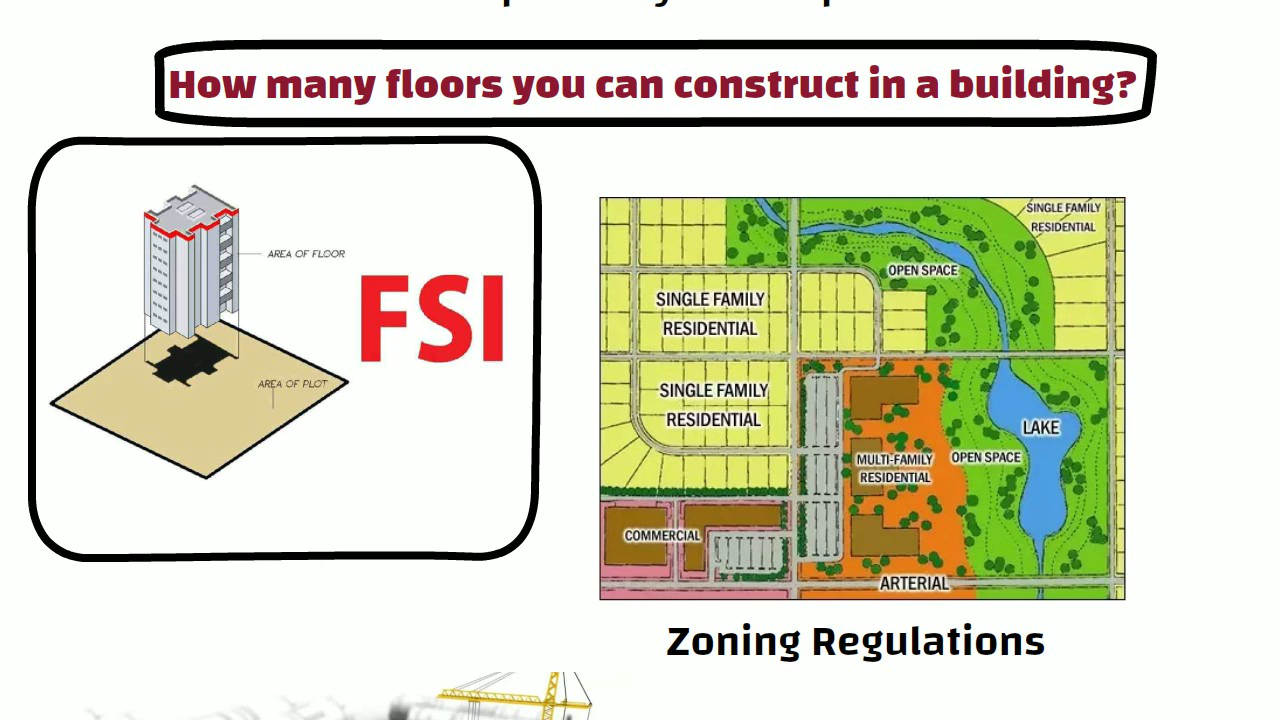 How many floors you can construct in a building?
AREA OF FLOOR
FSI
AREA OF PLOT
SINGLE FAMILY
RESIDENTIAL
OPEN SPACE
SINGLE FAMILY
RESIDENTIAL
SINGLE FAMILY
RESIDENTIAL
LAKE
MULTI-FAMILY
RESIDENTIAL
OPEN SPACE
COMMERCIAL
ARTERIAL
Zoning Regulations